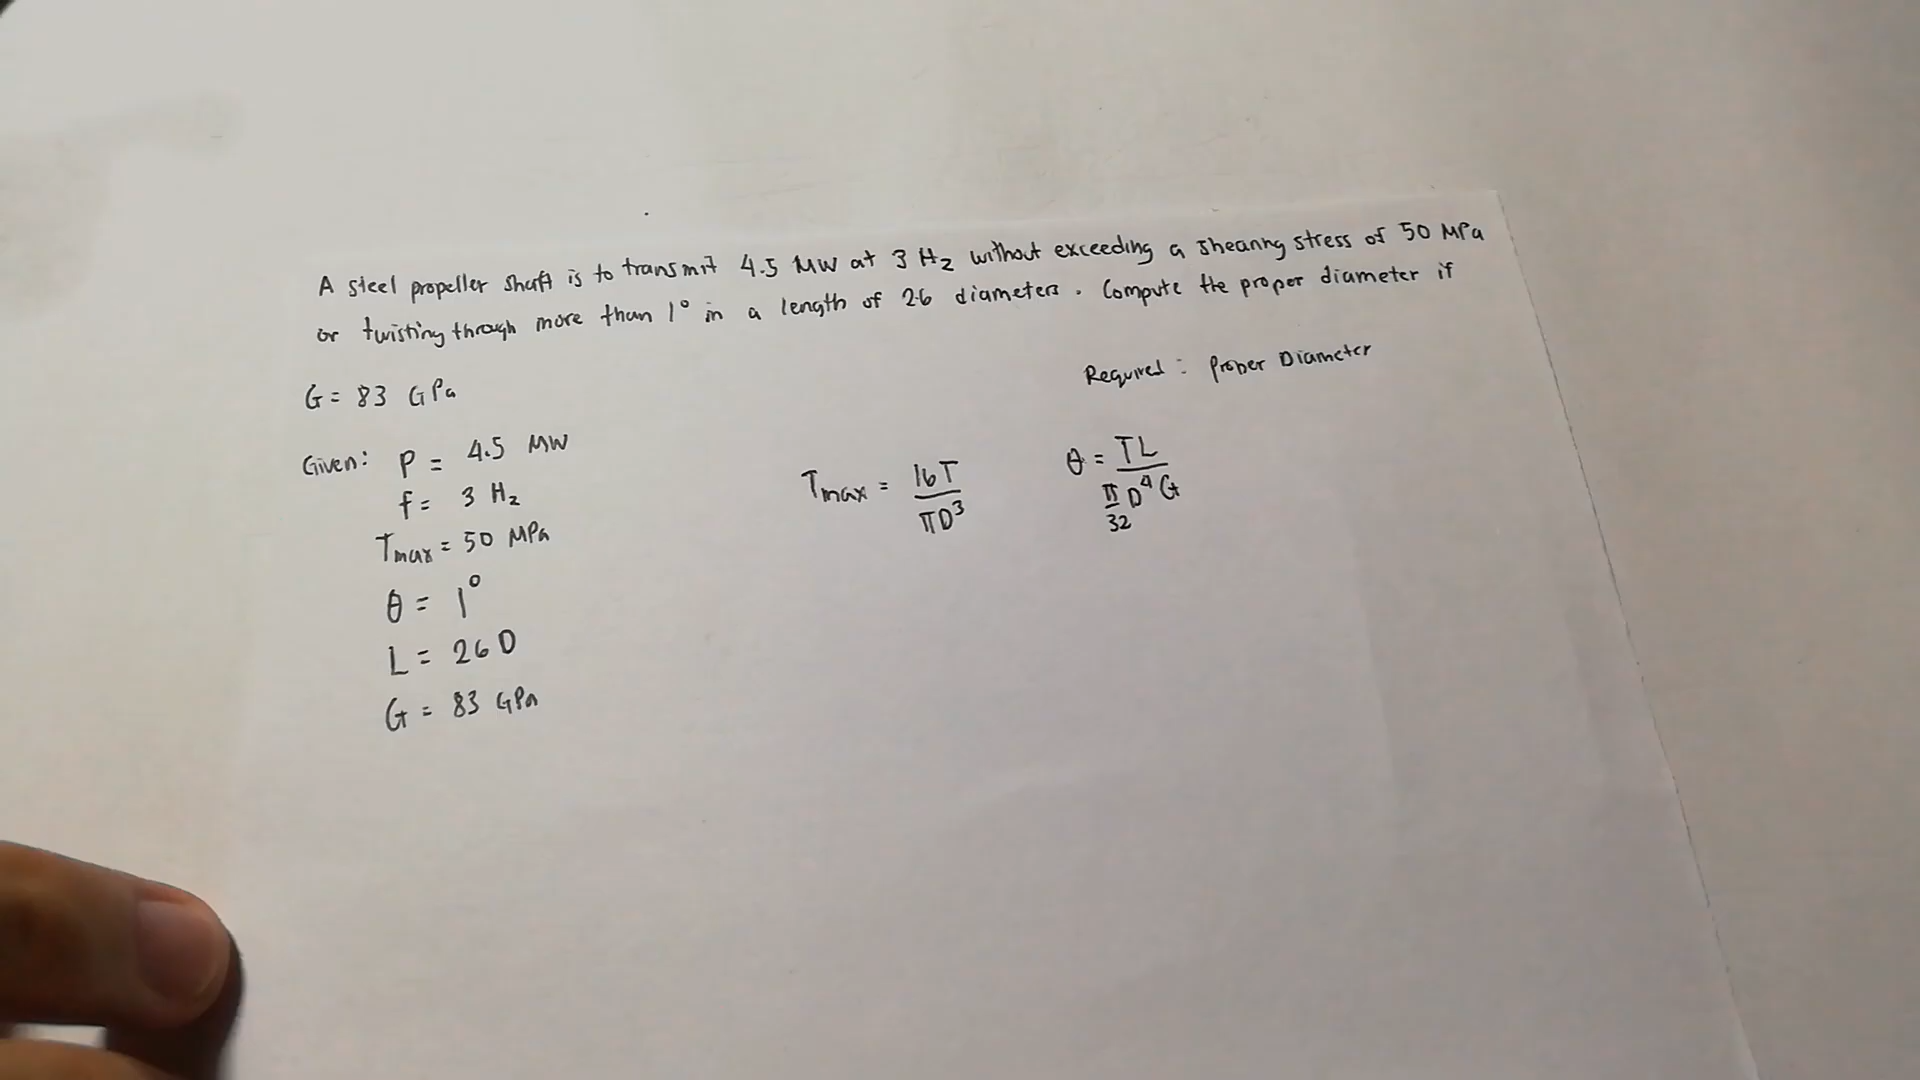 A steel propeller shaft is to transmit 4.5 MW at 3 Hz without exceeding a shearing stress of 50 MPa
or twisting through more than 1° in a length of 26 diameters. Compute the proper diameter if
G = 83 GPa
Required: Proper Diameter
Given: P = 4.5 MW
f = 3 Hz
Tmax = 50 MPa
θ = 1°
L = 26 D
G = 83 GPa
Tmax = 16T / πD³
θ = TL / π/32 D⁴ G